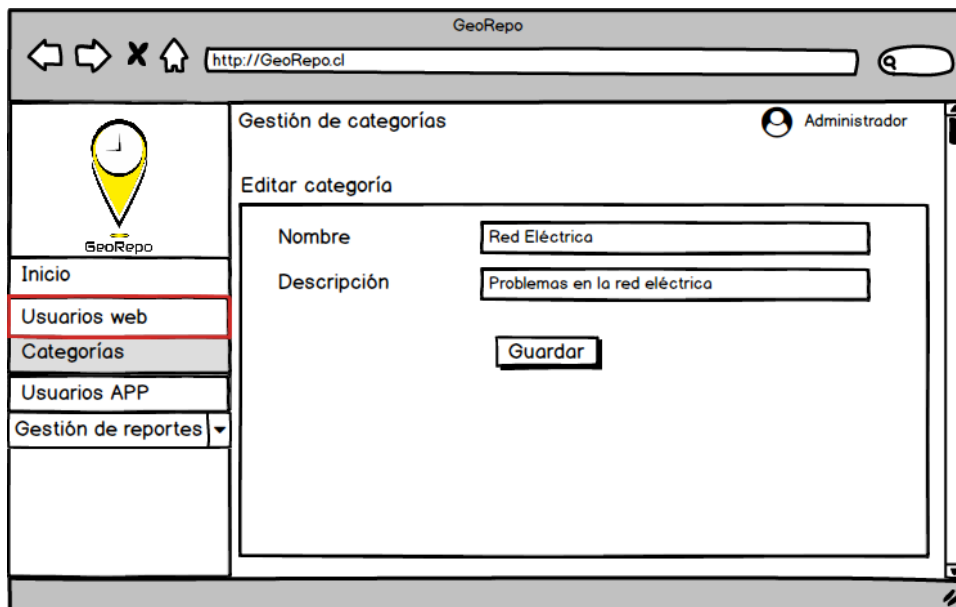 GeoRepo
http://GeoRepo.cl
GeoRepo
Inicio
Usuarios web
Categorías
Usuarios APP
Gestión de reportes
Gestión de categorías
Administrador
Editar categoría
Nombre
Red Eléctrica
Descripción
Problemas en la red eléctrica
Guardar